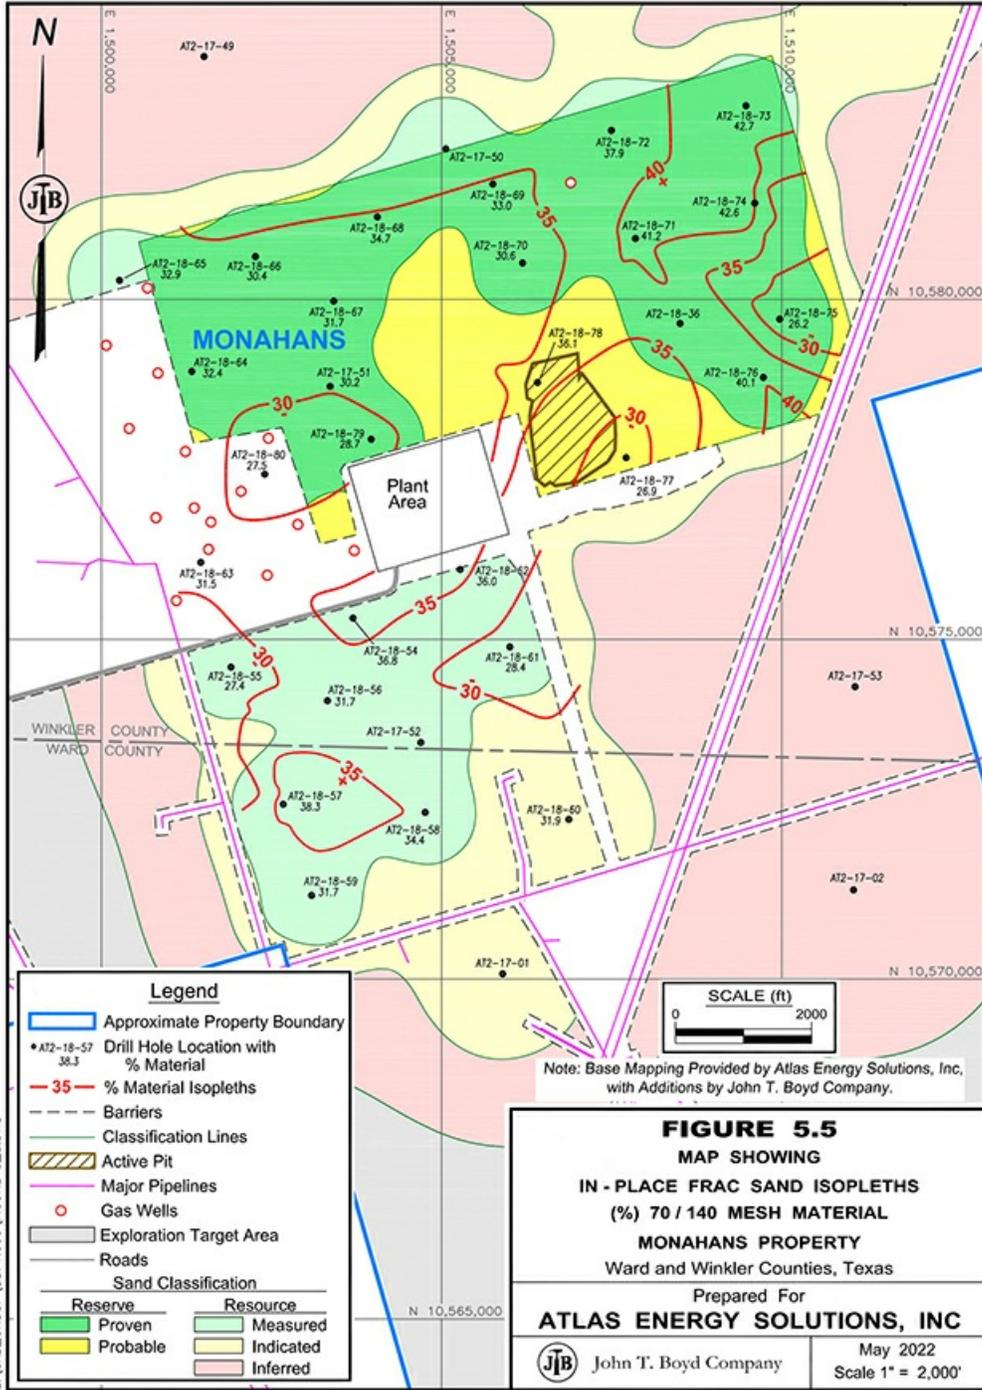 N
JTB
E 1,500,000
E 1,505,000
E 1,510,000
AT2-17-49
AT2-18-73
42.7
AT2-18-72
37.9
AT2-17-50
40
AT2-18-69
33.0
AT2-18-74
42.6
35
AT2-18-68
34.7
AT2-18-71
41.2
AT2-18-70
30.6
AT2-18-65
32.9
AT2-18-66
30.4
35
N 10,580,000
AT2-18-67
31.7
AT2-18-36
AT2-18-75
26.2
MONAHANS
AT2-18-78
36.1
35
30
AT2-18-64
32.4
AT2-17-51
30.2
AT2-18-76
40.1
30
40
30
AT2-18-79
28.7
AT2-18-80
27.5
AT2-18-77
26.9
Plant
Area
AT2-18-63
31.5
AT2-18-62
36.0
35
N 10,575,000
AT2-18-54
36.8
30
AT2-18-61
28.4
AT2-18-55
27.4
AT2-17-53
AT2-18-56
31.7
30
WINKLER COUNTY
WARD COUNTY
AT2-17-52
35
AT2-18-57
38.3
AT2-18-60
31.9
AT2-18-58
34.4
AT2-18-59
31.7
AT2-17-02
AT2-17-01
N 10,570,000
SCALE (ft)
0 2000
Note: Base Mapping Provided by Atlas Energy Solutions, Inc,
with Additions by John T. Boyd Company.
Legend
Approximate Property Boundary
AT2-18-57
38.3
Drill Hole Location with
% Material
35 % Material Isopleths
Barriers
Classification Lines
Active Pit
Major Pipelines
Gas Wells
Exploration Target Area
Roads
Sand Classification
Reserve Resource
Proven Measured
Probable Indicated
Inferred
N 10,565,000
FIGURE 5.5
MAP SHOWING
IN - PLACE FRAC SAND ISOPLETHS
(%) 70 / 140 MESH MATERIAL
MONAHANS PROPERTY
Ward and Winkler Counties, Texas
Prepared For
ATLAS ENERGY SOLUTIONS, INC
JTB John T. Boyd Company
May 2022
Scale 1" = 2,000'